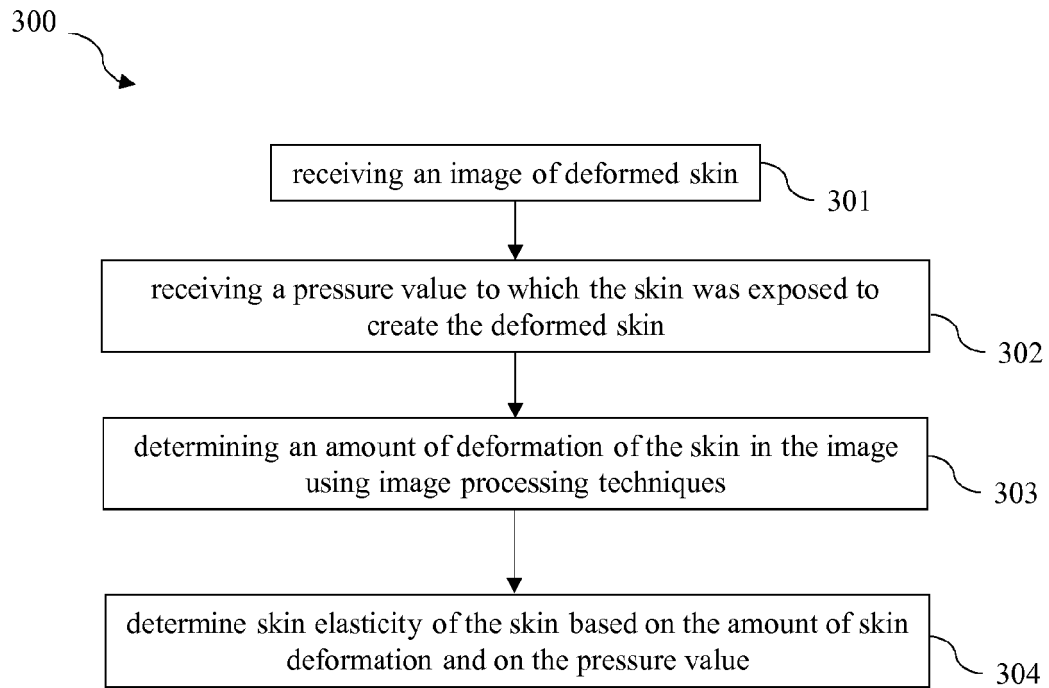 300
receiving an image of deformed skin
301
receiving a pressure value to which the skin was exposed to
create the deformed skin
302
determining an amount of deformation of the skin in the image
using image processing techniques
303
determine skin elasticity of the skin based on the amount of skin
deformation and on the pressure value
304